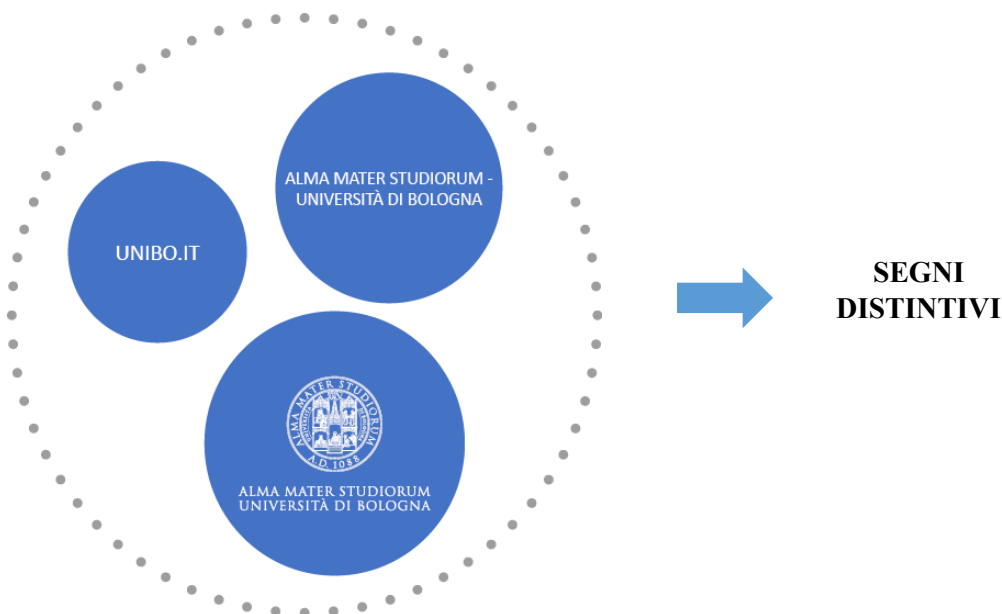 ALMA MATER STUDIORUM -
UNIVERSITÀ DI BOLOGNA
UNIBO.IT
SEGNI
DISTINTIVI
ALMA MATER STUDIORUM
A.D. 1088
ALMA MATER STUDIORUM
UNIVERSITÀ DI BOLOGNA